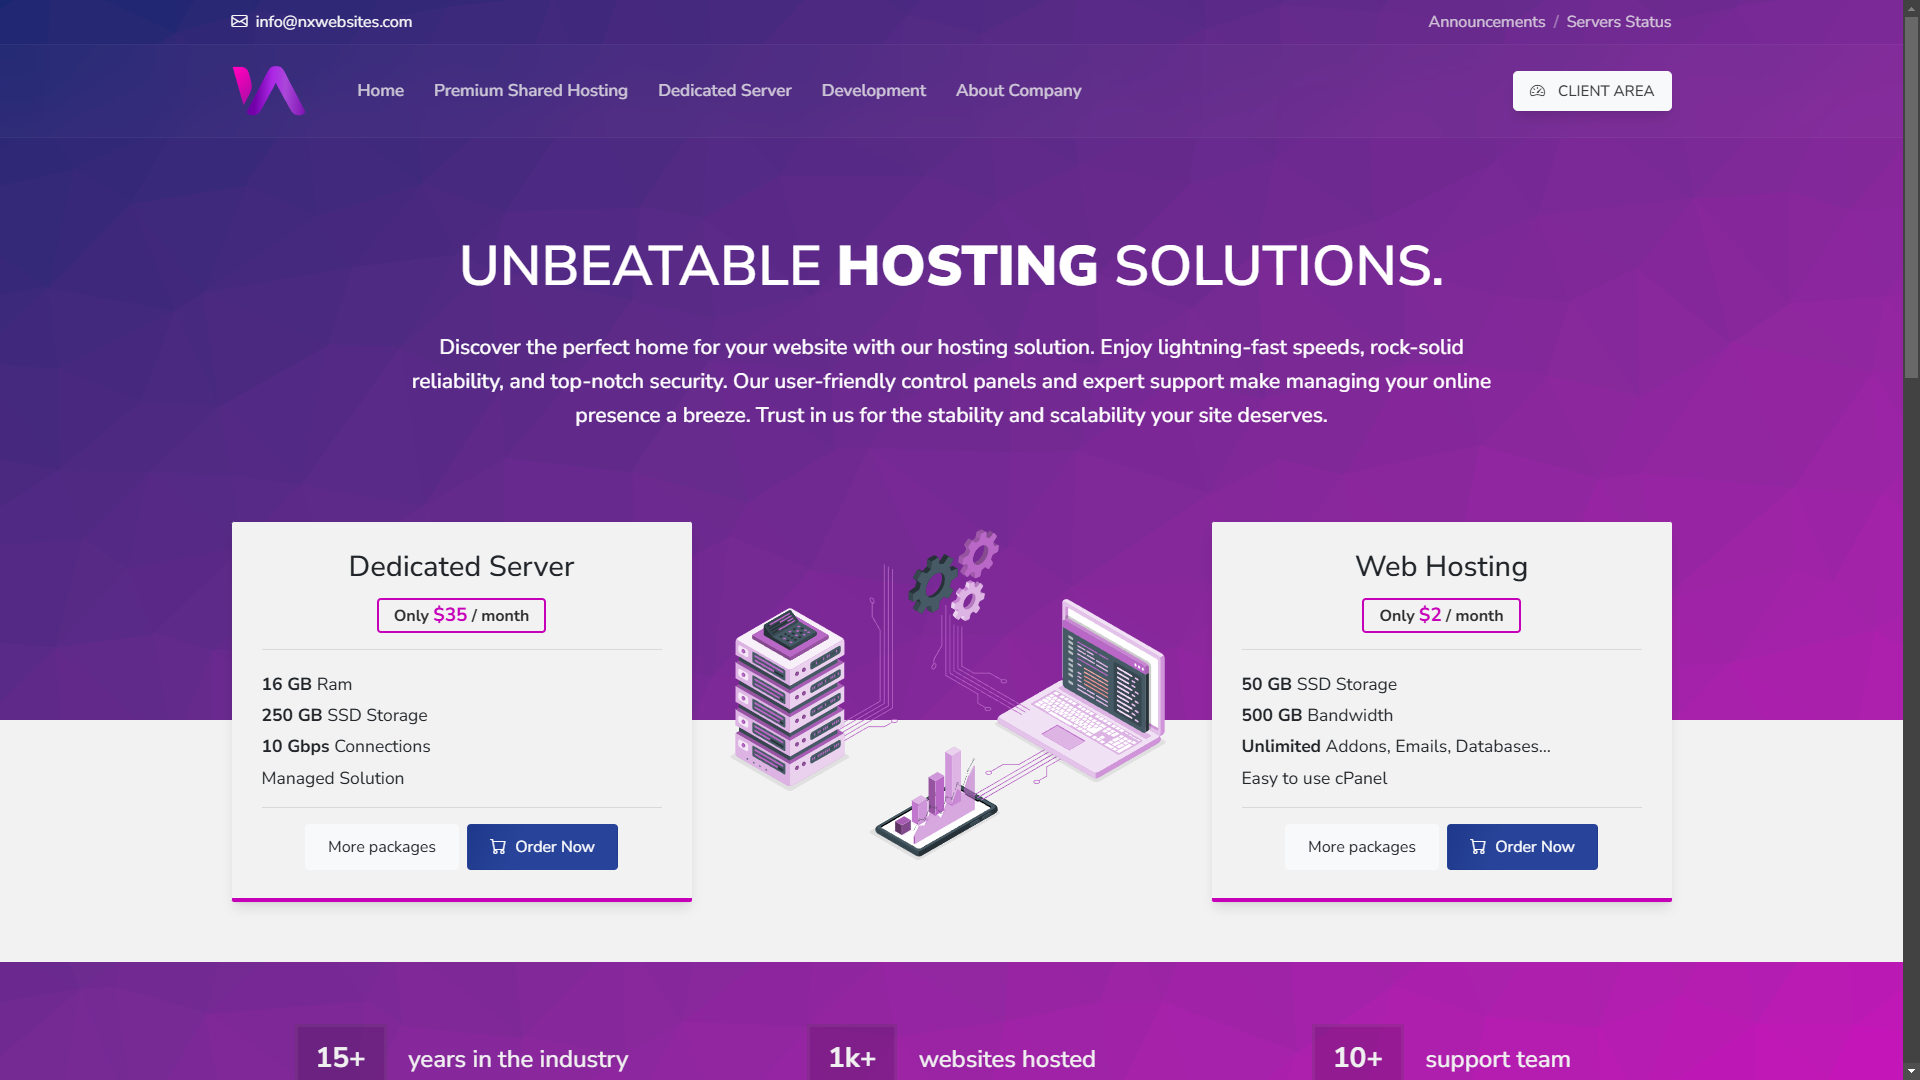 info@nxwebsites.com
Announcements / Servers Status
Home Premium Shared Hosting Dedicated Server Development About Company
CLIENT AREA
UNBEATABLE HOSTING SOLUTIONS.
Discover the perfect home for your website with our hosting solution. Enjoy lightning-fast speeds, rock-solid
reliability, and top-notch security. Our user-friendly control panels and expert support make managing your online
presence a breeze. Trust in us for the stability and scalability your site deserves.
Dedicated Server
Only $35 / month
16 GB Ram
250 GB SSD Storage
10 Gbps Connections
Managed Solution
More packages
Order Now
Web Hosting
Only $2 / month
50 GB SSD Storage
500 GB Bandwidth
Unlimited Addons, Emails, Databases...
Easy to use cPanel
More packages
Order Now
15+ years in the industry
1k+ websites hosted
10+ support team